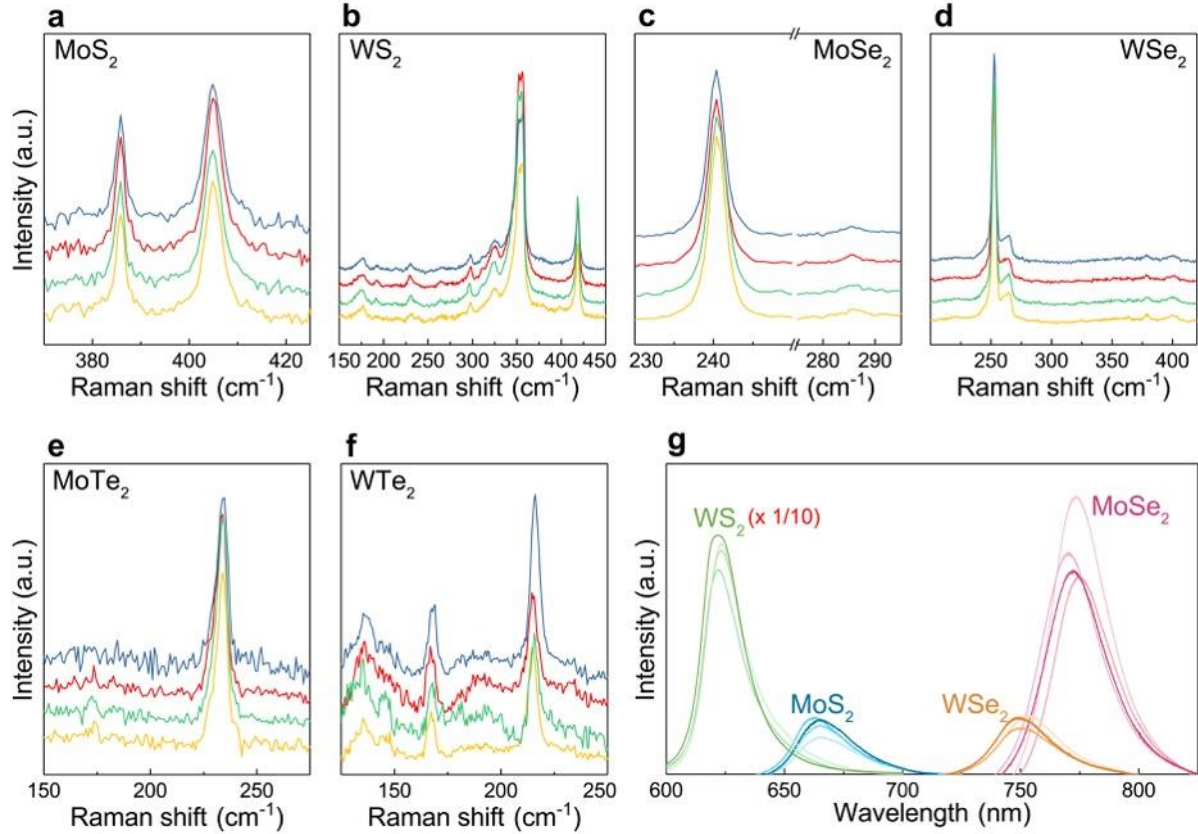 a
MoS₂
b
WS₂
c
MoSe₂
d
WSe₂
Intensity (a.u.)
380 400 420
150 200 250 300 350 400 450
230 240 280 290
250 300 350 400
Raman shift (cm⁻¹)
Raman shift (cm⁻¹)
Raman shift (cm⁻¹)
Raman shift (cm⁻¹)
e
MoTe₂
f
WTe₂
g
Intensity (a.u.)
Intensity (a.u.)
WS₂ (x 1/10)
MoS₂
WSe₂
MoSe₂
150 200 250
150 200 250
600 650 700 750 800
Raman shift (cm⁻¹)
Raman shift (cm⁻¹)
Wavelength (nm)